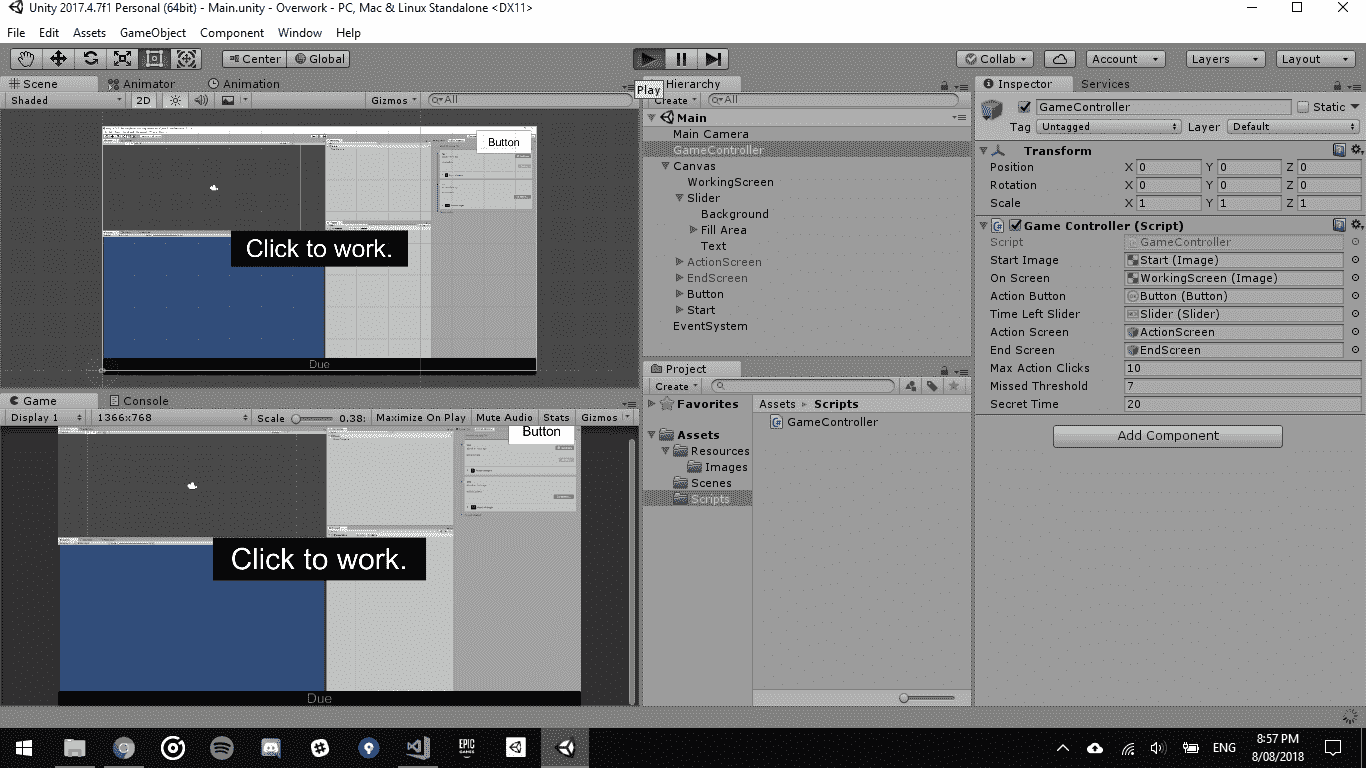 Unity 2017.4.7f1 Personal (64bit) - Main.unity - Overwork - PC, Mac & Linux Standalone <DX11>
File Edit Assets GameObject Component Window Help
Center Global
Collab Account Layers Layout
Scene Animator Animation
Shaded 2D Gizmos All
Button
Click to work.
Due
Game Console
Display 1 1366x768 Scale 0.38: Maximize On Play Mute Audio Stats Gizmos
Button
Click to work.
Due
Play
Hierarchy
Create All
Main
Main Camera
GameController
Canvas
WorkingScreen
Slider
Background
Fill Area
Text
ActionScreen
EndScreen
Button
Start
EventSystem
Project
Create
Favorites
Assets
Resources
Images
Scenes
Scripts
Assets Scripts
GameController
Inspector Services
GameController Static
Tag Untagged Layer Default
Transform
Position X 0 Y 0 Z 0
Rotation X 0 Y 0 Z 0
Scale X 1 Y 1 Z 1
Game Controller (Script)
Script GameController
Start Image Start (Image)
On Screen WorkingScreen (Image)
Action Button Button (Button)
Time Left Slider Slider (Slider)
Action Screen ActionScreen
End Screen EndScreen
Max Action Clicks 10
Missed Threshold 7
Secret Time 20
Add Component
EPIC GAMES
ENG
8:57 PM
8/08/2018